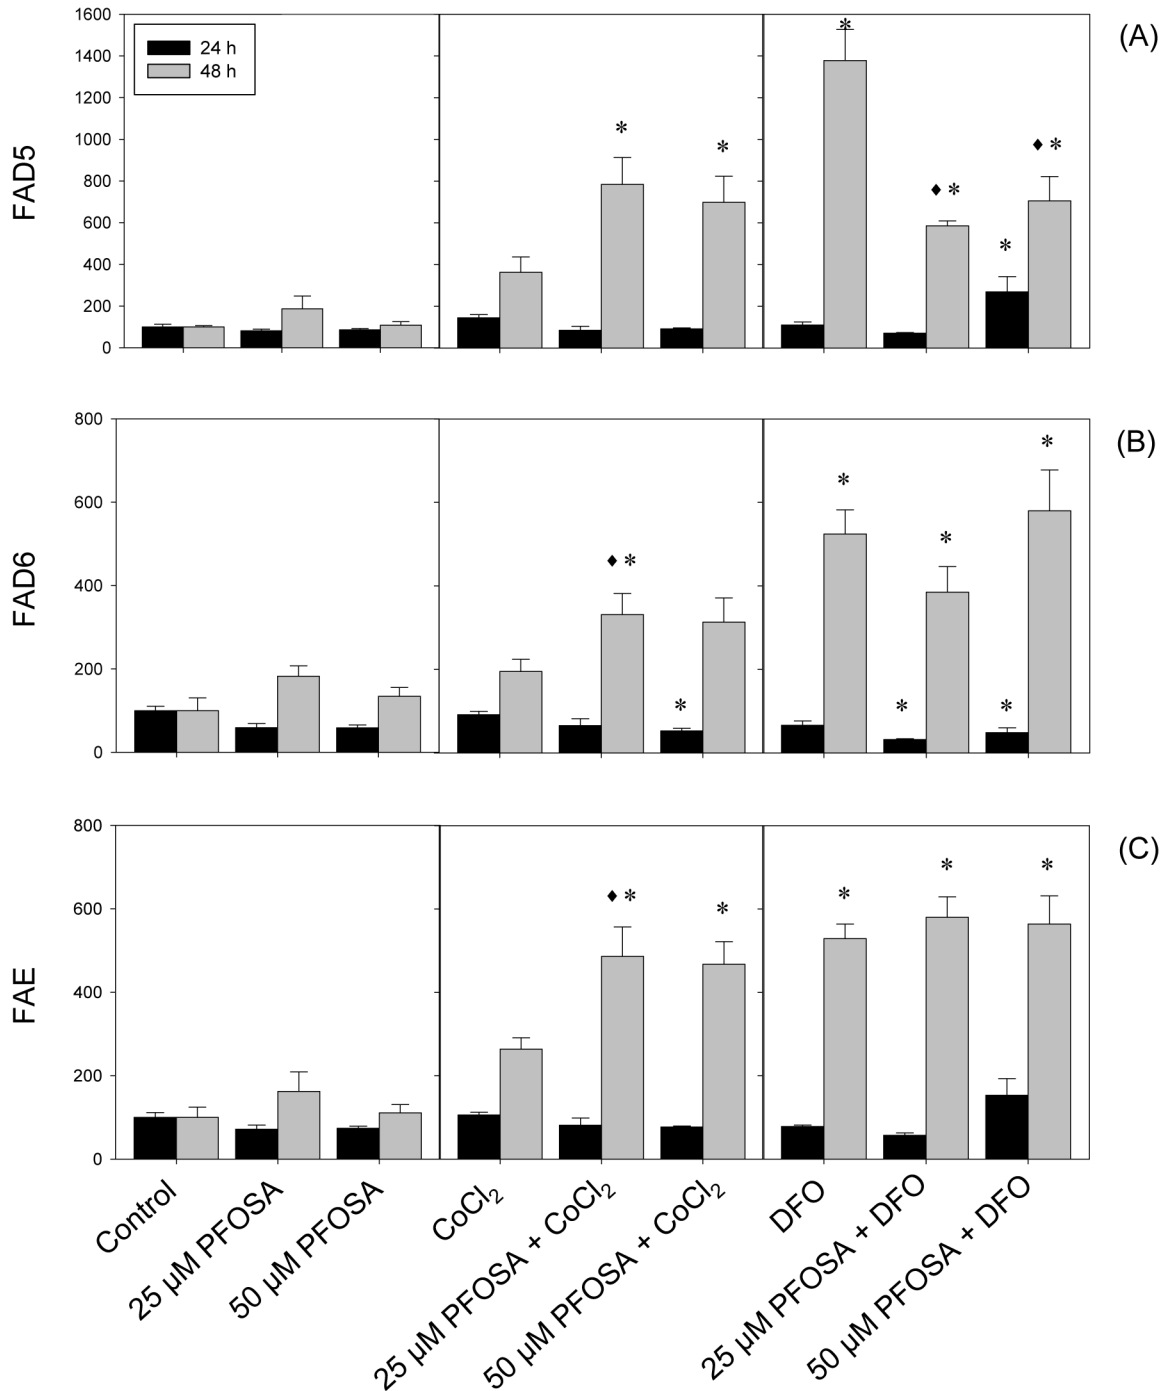 (A)
FAD5
1600
1400
1200
1000
800
600
400
200
0
24 h
48 h
*
*
*
♦ *
*
♦ *
(B)
FAD6
800
600
400
200
0
♦ *
*
*
*
*
*
*
(C)
FAE
800
600
400
200
0
♦ *
*
*
*
*
Control
25 µM PFOSA
50 µM PFOSA
CoCl₂
25 µM PFOSA + CoCl₂
50 µM PFOSA + CoCl₂
DFO
25 µM PFOSA + DFO
50 µM PFOSA + DFO